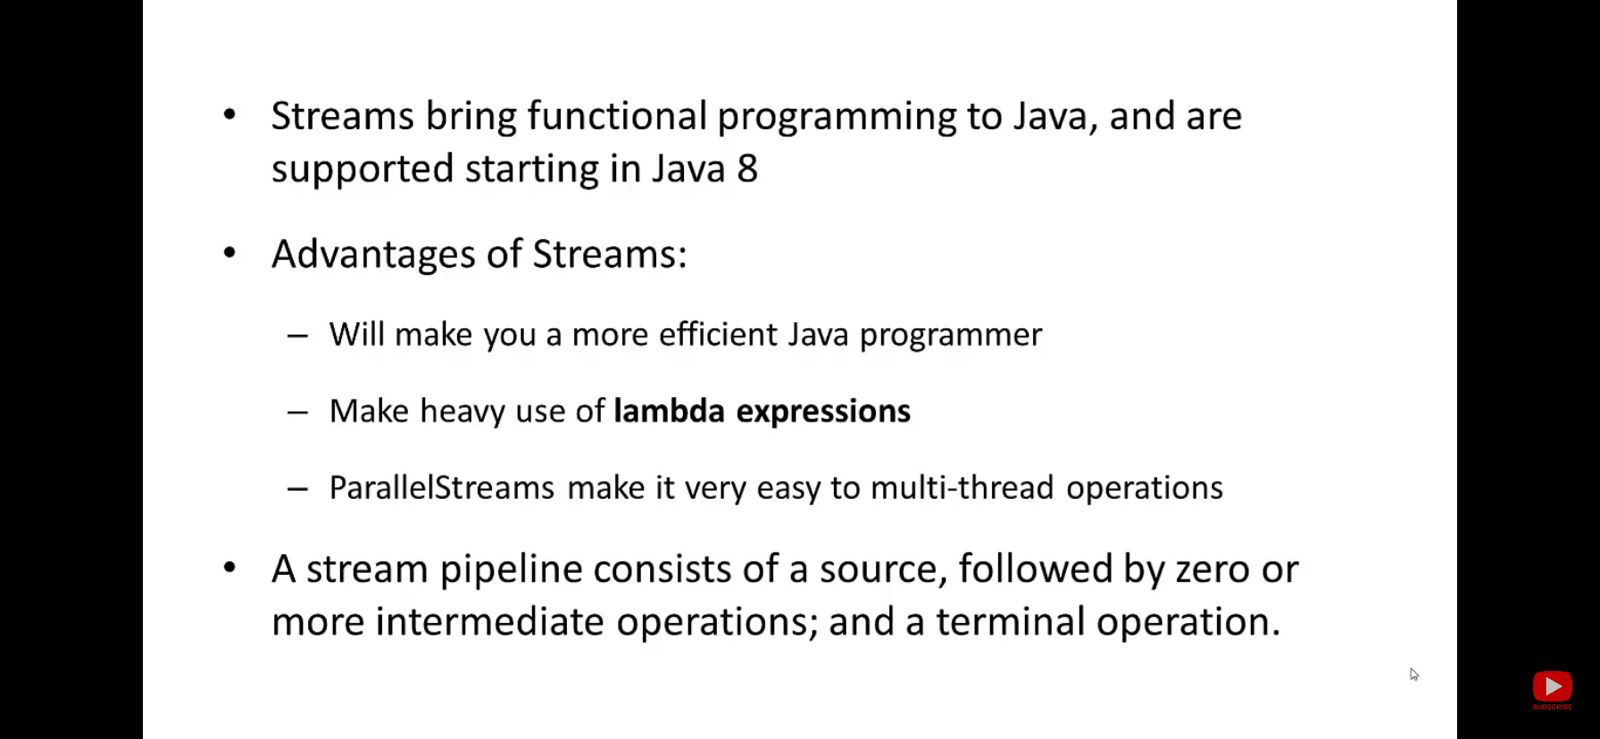 • Streams bring functional programming to Java, and are
supported starting in Java 8
• Advantages of Streams:
– Will make you a more efficient Java programmer
– Make heavy use of lambda expressions
– ParallelStreams make it very easy to multi-thread operations
• A stream pipeline consists of a source, followed by zero or
more intermediate operations; and a terminal operation.
SUBSCRIBE